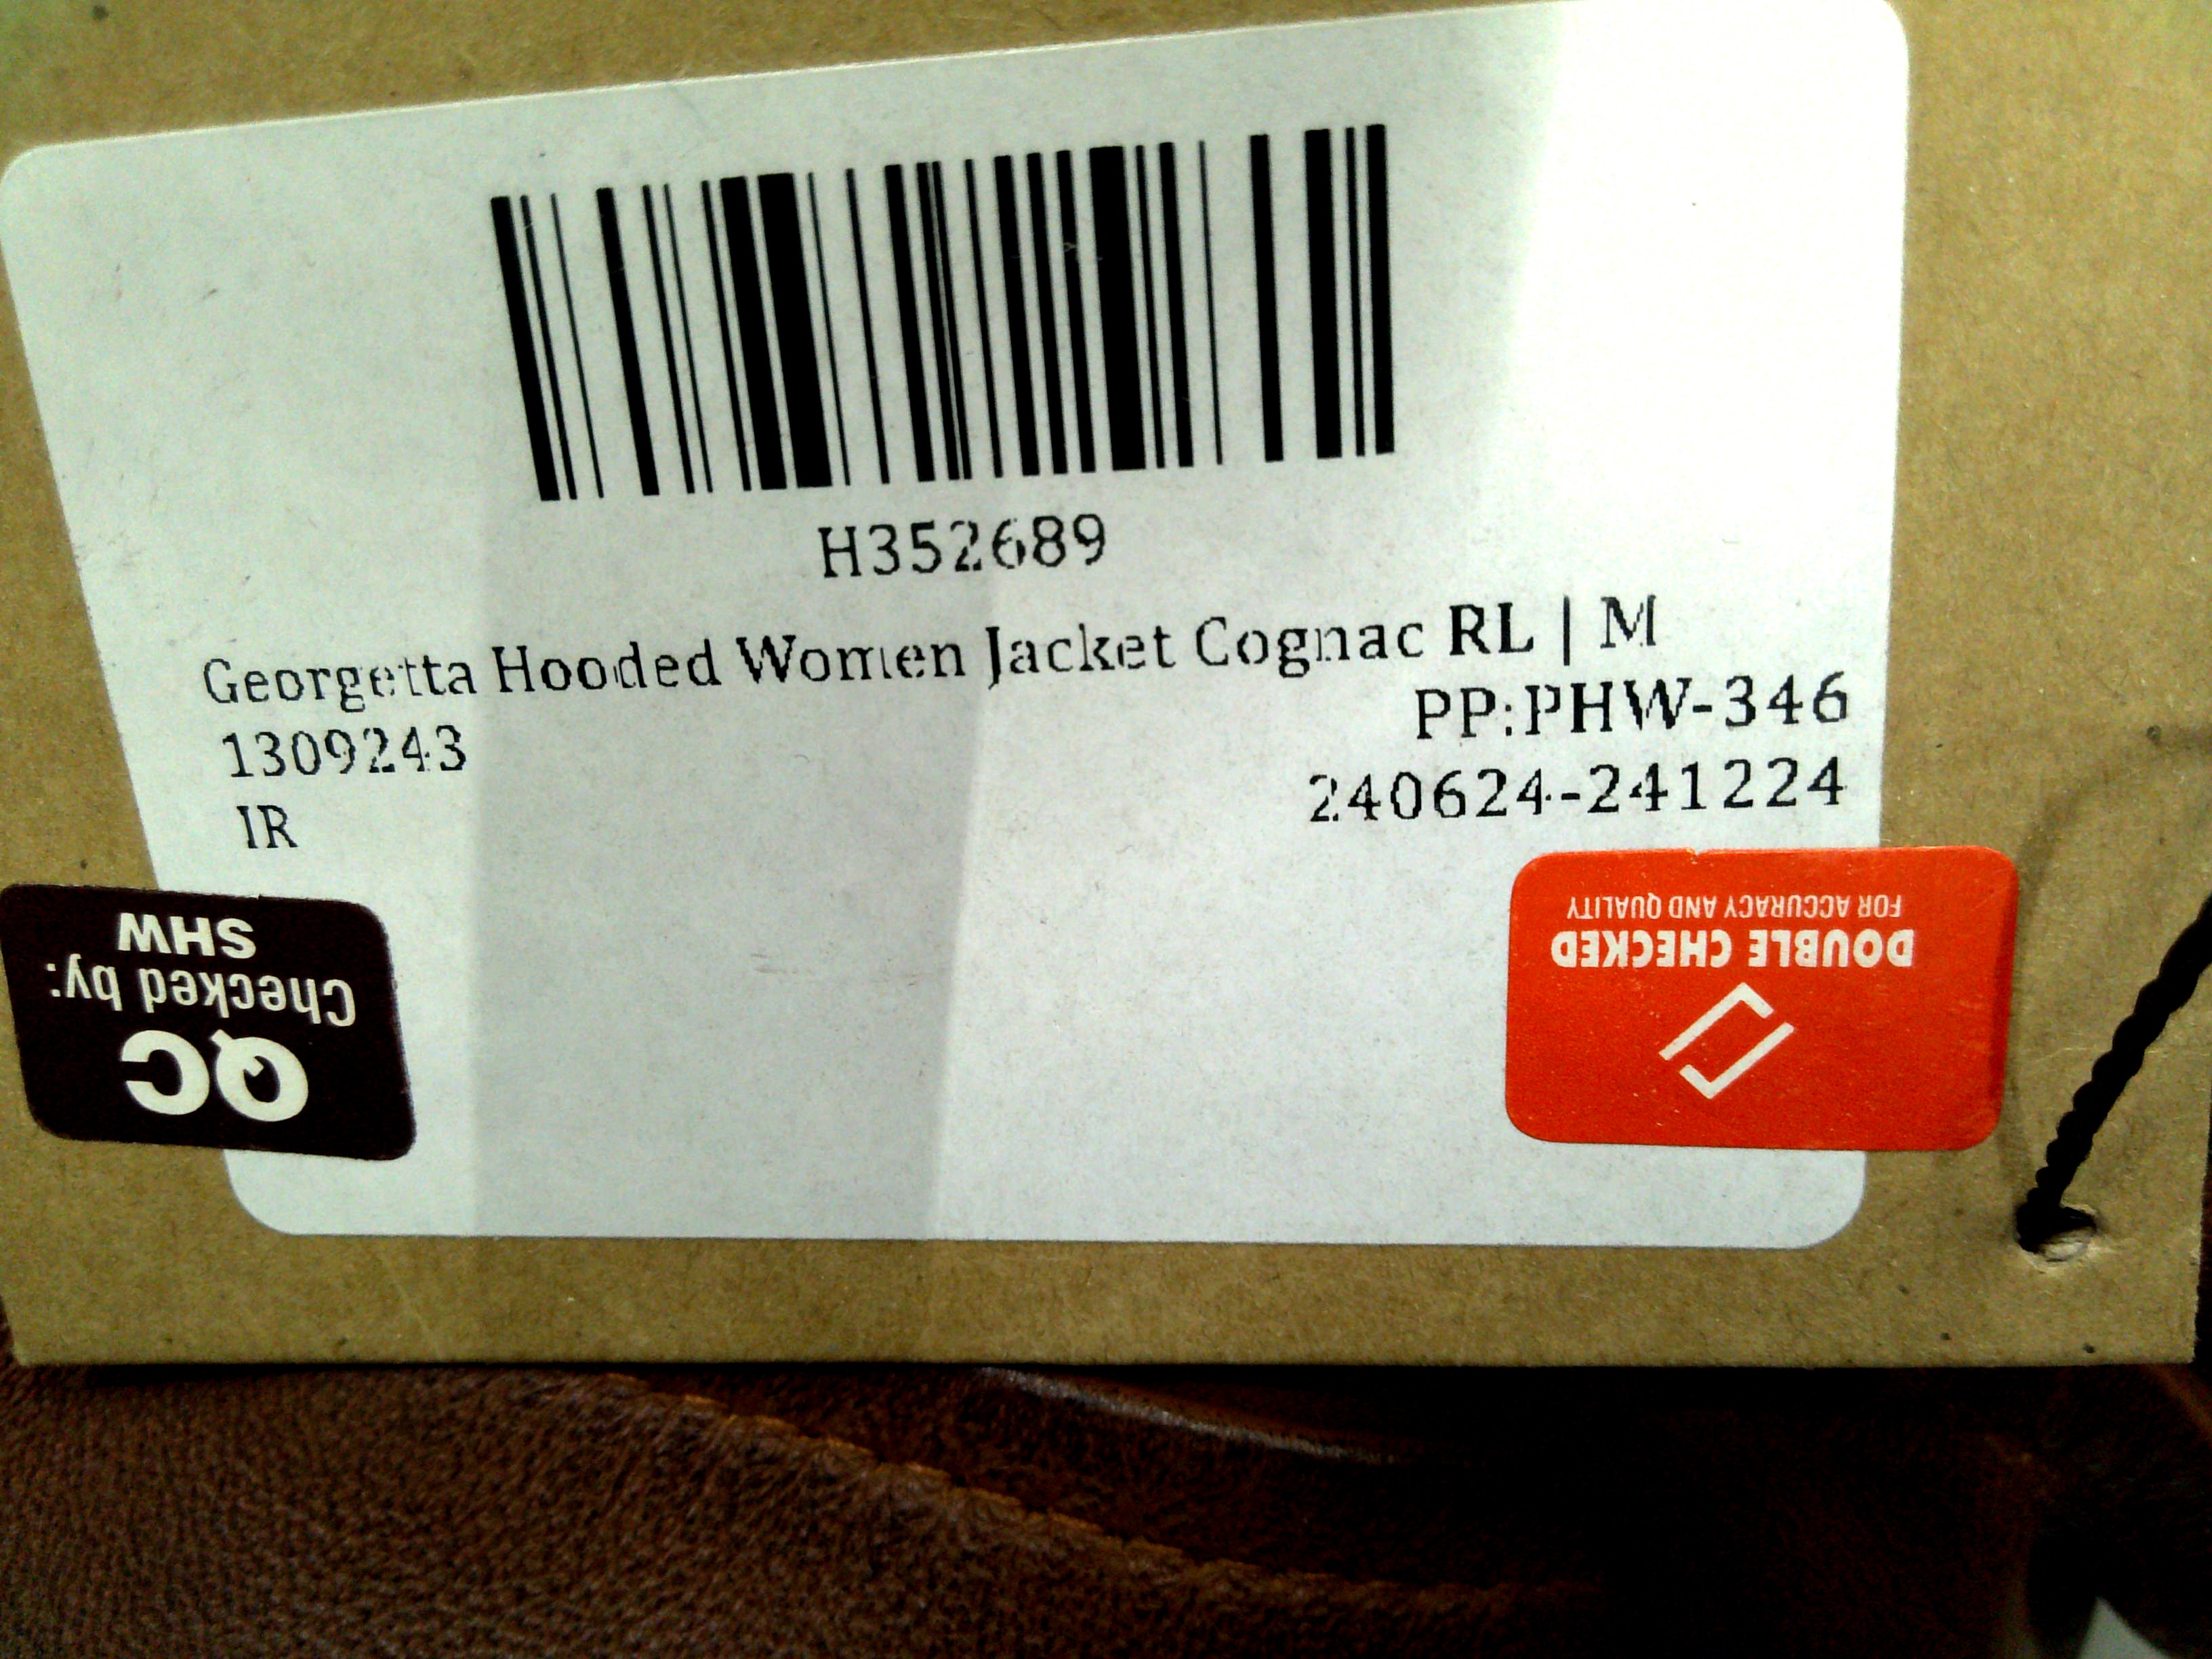 H352689
Georgetta Hooded Women Jacket Cognac RL | M
PP:PHW-346
1309243
240624-241224
IR
QC
Checked by:
SHW
DOUBLE CHECKED
FOR ACCURACY AND QUALITY